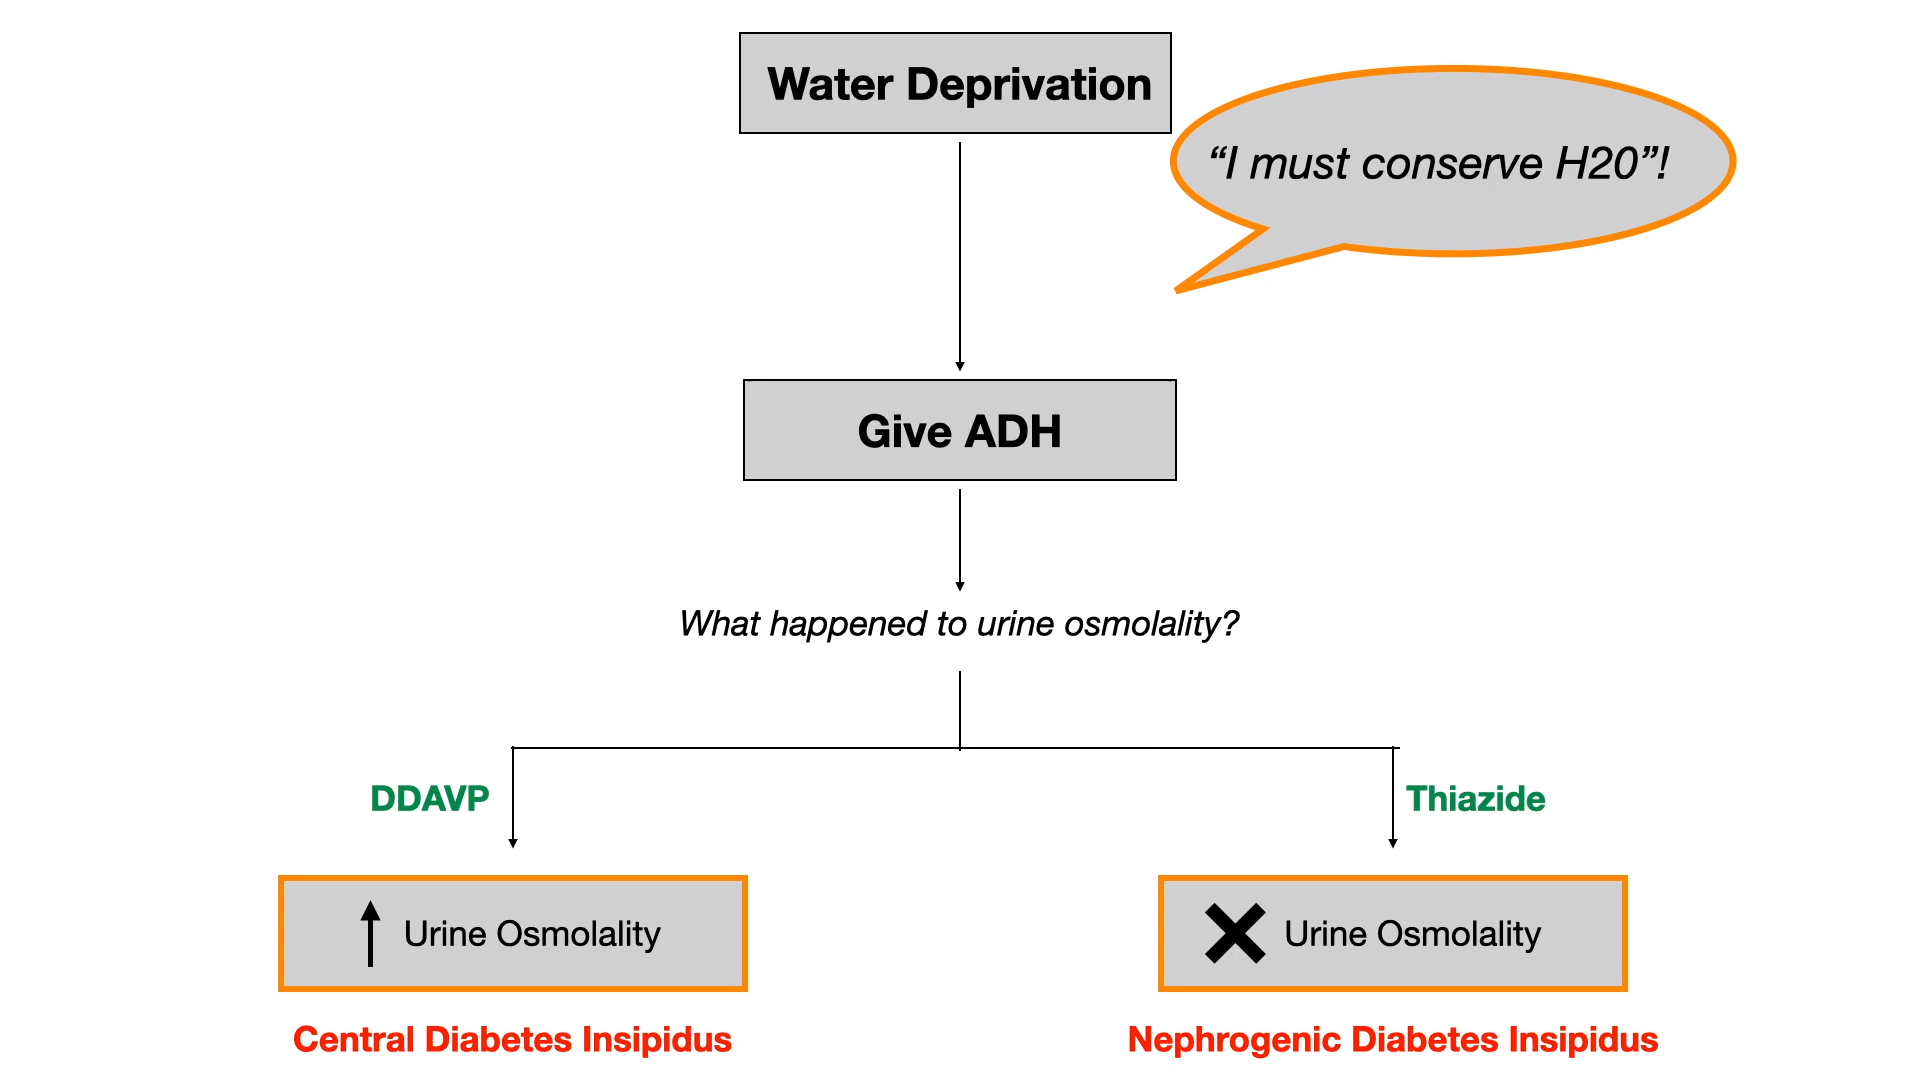 Water Deprivation
“I must conserve H20”!
Give ADH
What happened to urine osmolality?
DDAVP
Thiazide
Urine Osmolality
Urine Osmolality
Central Diabetes Insipidus
Nephrogenic Diabetes Insipidus